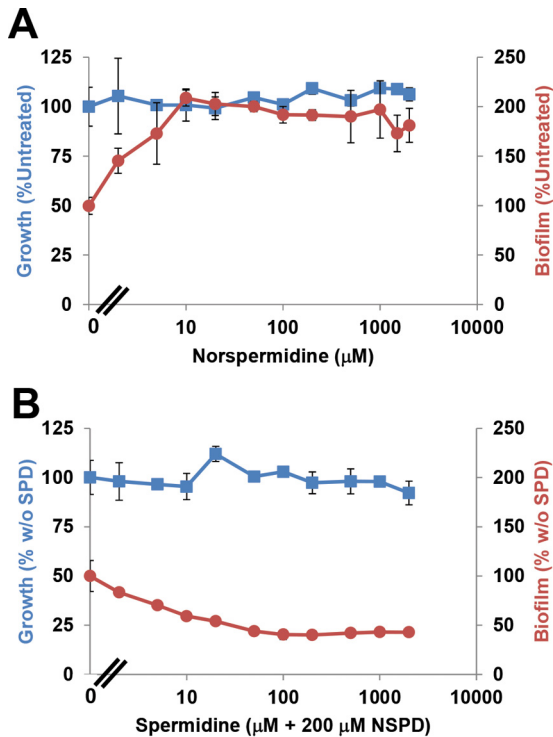 A
Growth (%Untreated)
125
100
75
50
25
0
250
200
150
100
50
0
Biofilm (%Untreated)
0 10 100 1000 10000
Norspermidine (µM)
B
Growth (% w/o SPD)
125
100
75
50
25
0
250
200
150
100
50
0
Biofilm (% w/o SPD)
0 10 100 1000 10000
Spermidine (µM + 200 µM NSPD)